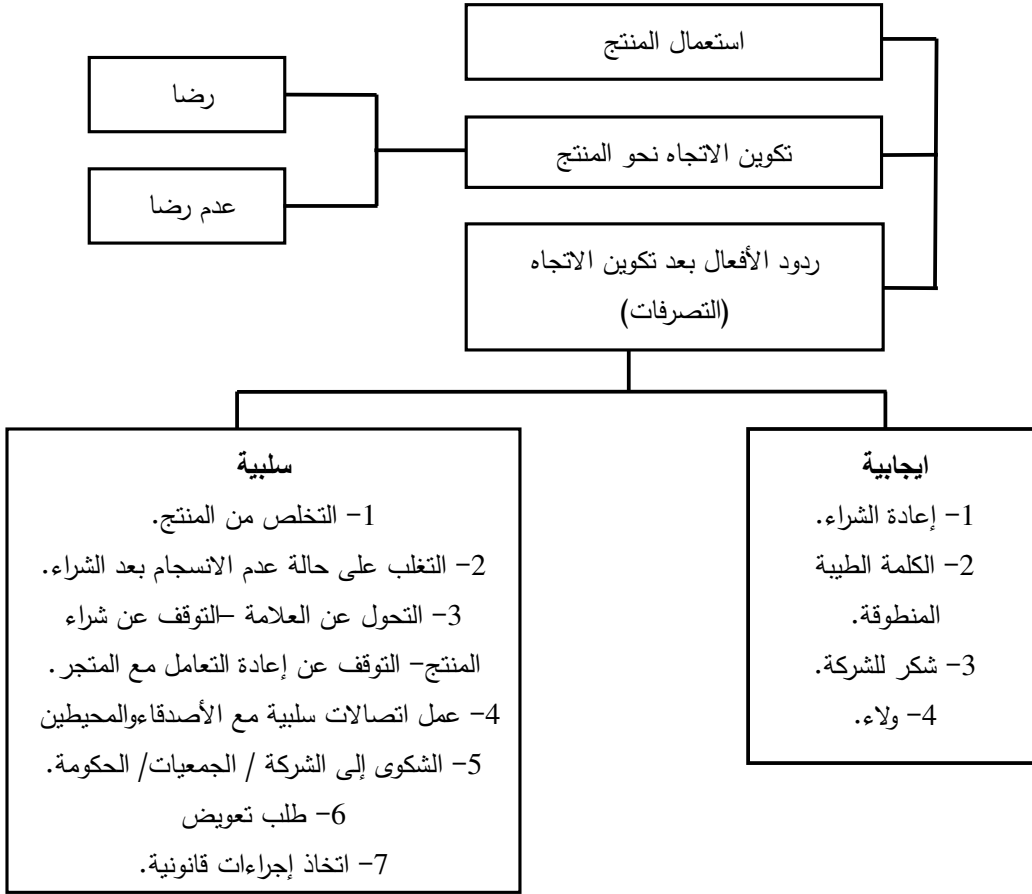 استعمال المنتج
رضا
تكوين الاتجاه نحو المنتج
عدم رضا
ردود الأفعال بعد تكوين الاتجاه
(التصرفات)
ايجابية
1- إعادة الشراء.
2- الكلمة الطيبة
المنطوقة.
3- شكر للشركة.
4- ولاء.
سلبية
1- التخلص من المنتج.
2- التغلب على حالة عدم الانسجام بعد الشراء.
3- التحول عن العلامة –التوقف عن شراء
المنتج- التوقف عن إعادة التعامل مع المتجر.
4- عمل اتصالات سلبية مع الأصدقاءوالمحيطين
5- الشكوى إلى الشركة / الجمعيات/ الحكومة.
6- طلب تعويض
7- اتخاذ إجراءات قانونية.